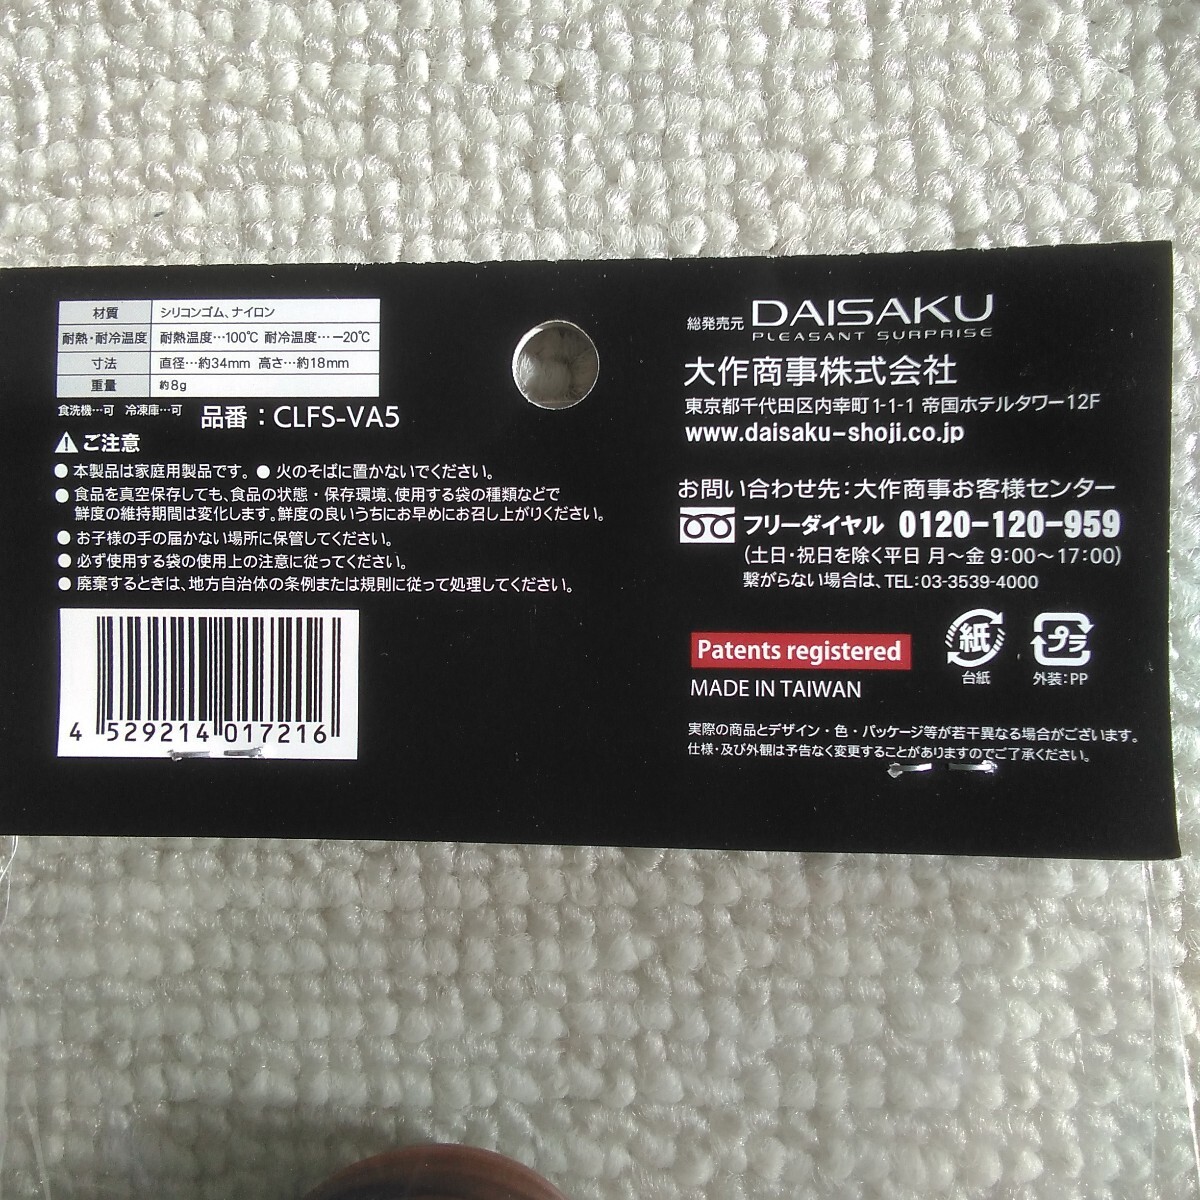 材質 シリコンゴム、ナイロン
耐熱・耐冷温度 耐熱温度…100℃ 耐冷温度…−20℃
寸法 直径…約34mm 高さ…約18mm
重量 約8g
食洗機…可 冷凍庫…可 品番：CLFS-VA5
ご注意
● 本製品は家庭用製品です。 ● 火のそばに置かないでください。
● 食品を真空保存しても、食品の状態・保存環境、使用する袋の種類などで
鮮度の維持期間は変化します。鮮度の良いうちにお早めにお召し上がりください。
● お子様の手の届かない場所に保管してください。
● 必ず使用する袋の使用上の注意に従ってください。
● 廃棄するときは、地方自治体の条例または規則に従って処理してください。
4 529214 017216
総発売元 DAISAKU
PLEASANT SURPRISE
大作商事株式会社
東京都千代田区内幸町1-1-1 帝国ホテルタワー12F
www.daisaku-shoji.co.jp
お問い合わせ先：大作商事お客様センター
フリーダイヤル 0120-120-959
(土日・祝日を除く平日 月～金 9:00～17:00)
繋がらない場合は、TEL:03-3539-4000
Patents registered
MADE IN TAIWAN
紙
台紙
プラ
外装：PP
実際の商品とデザイン・色・パッケージ等が若干異なる場合がございます。
仕様・及び外観は予告なく変更することがありますのでご了承ください。